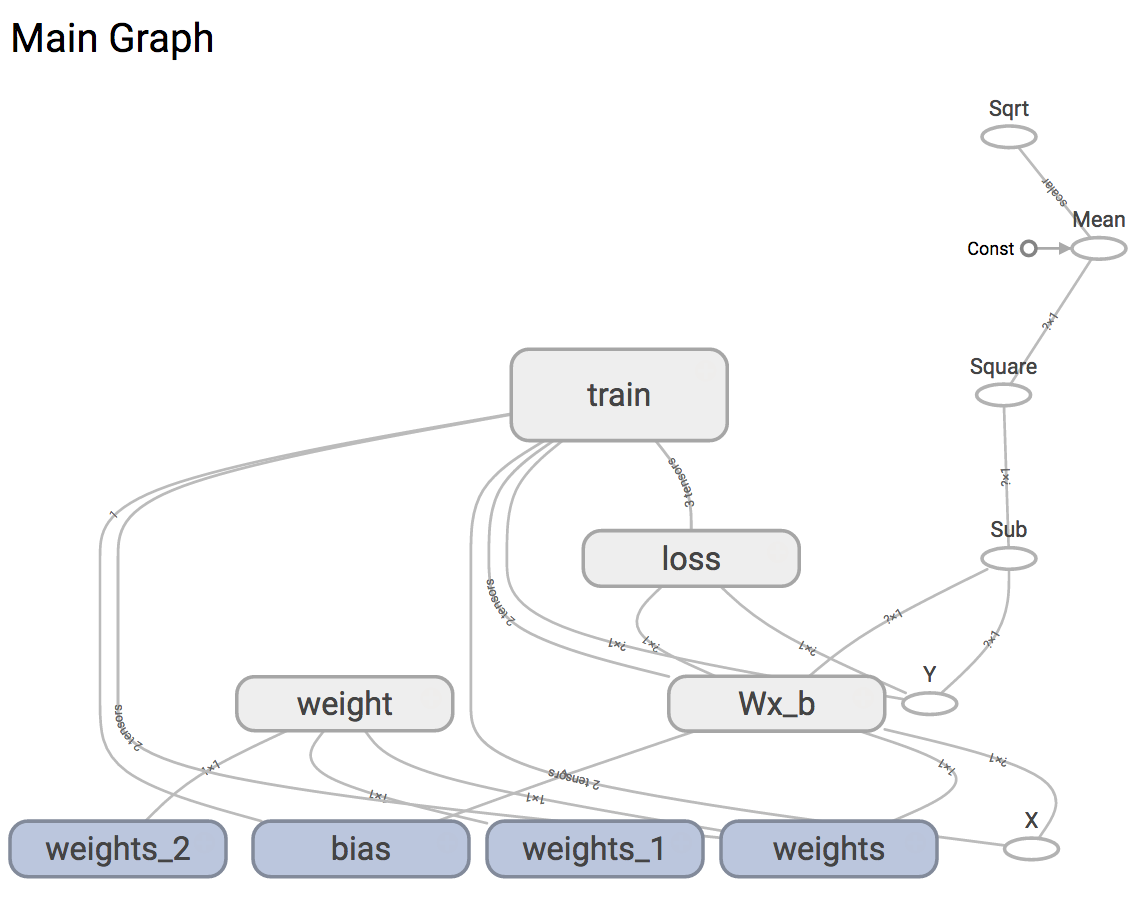 Main Graph
Sqrt
scalar
Mean
Const
?×1
Square
train
3 tensors
?×1
1
Sub
loss
2 tensors
?×1
?×1
?×1
?×1
?×1
Y
weight
Wx_b
2 tensors
1×1
2 tensors
1×1
?×1
1×1
1×1
X
weights_2
bias
weights_1
weights